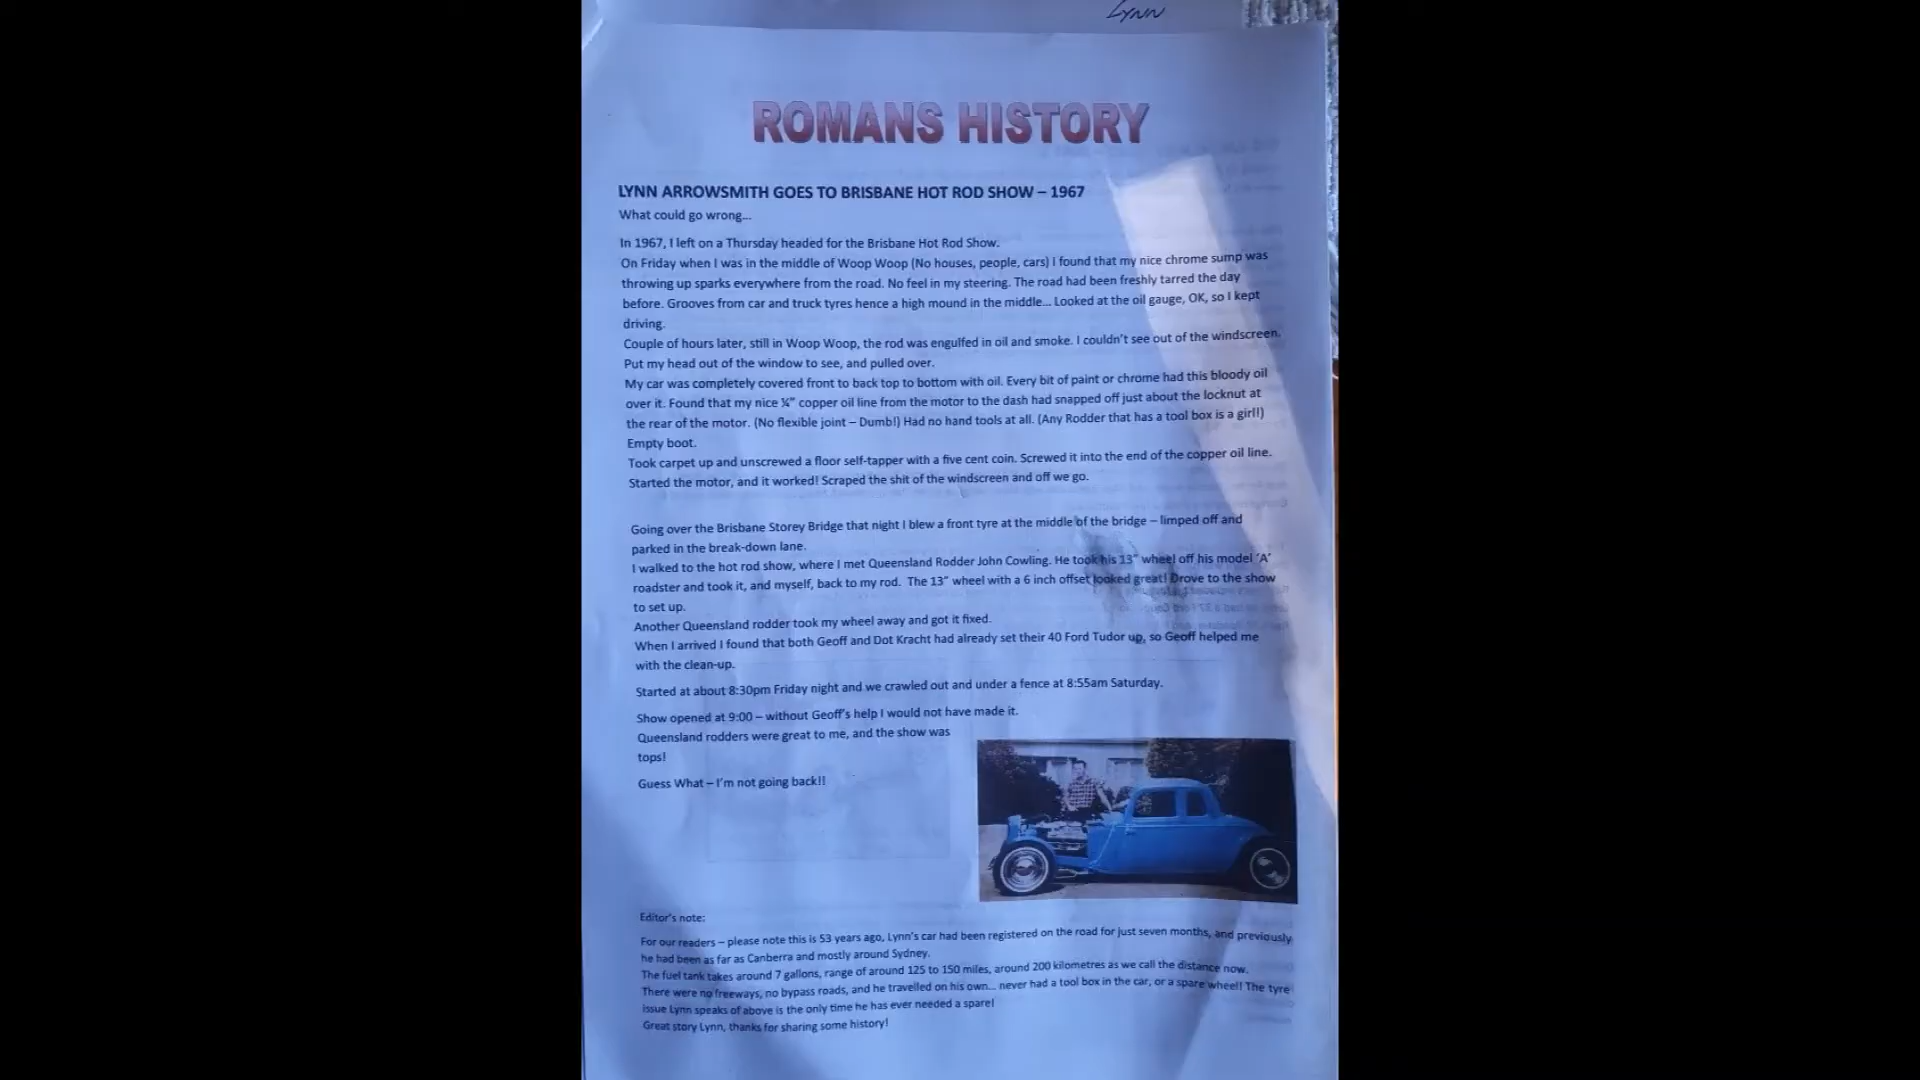 Lynn
ROMANS HISTORY
LYNN ARROWSMITH GOES TO BRISBANE HOT ROD SHOW – 1967
What could go wrong...
In 1967, I left on a Thursday headed for the Brisbane Hot Rod Show.
On Friday when I was in the middle of Woop Woop (No houses, people, cars) I found that my nice chrome sump was
throwing up sparks everywhere from the road. No feel in my steering. The road had been freshly tarred the day
before. Grooves from car and truck tyres hence a high mound in the middle... Looked at the oil gauge, OK, so I kept
driving.
Couple of hours later, still in Woop Woop, the rod was engulfed in oil and smoke. I couldn't see out of the windscreen.
Put my head out of the window to see, and pulled over.
My car was completely covered front to back top to bottom with oil. Every bit of paint or chrome had this bloody oil
over it. Found that my nice ¼" copper oil line from the motor to the dash had snapped off just about the locknut at
the rear of the motor. (No flexible joint – Dumb!) Had no hand tools at all. (Any Rodder that has a tool box is a girl!)
Empty boot.
Took carpet up and unscrewed a floor self-tapper with a five cent coin. Screwed it into the end of the copper oil line.
Started the motor, and it worked! Scraped the shit of the windscreen and off we go.
Going over the Brisbane Storey Bridge that night I blew a front tyre at the middle of the bridge – limped off and
parked in the break-down lane.
I walked to the hot rod show, where I met Queensland Rodder John Cowling. He took his 13" wheel off his model 'A'
roadster and took it, and myself, back to my rod. The 13" wheel with a 6 inch offset looked great! Drove to the show
to set up.
Another Queensland rodder took my wheel away and got it fixed.
When I arrived I found that both Geoff and Dot Kracht had already set their 40 Ford Tudor up, so Geoff helped me
with the clean-up.
Started at about 8:30pm Friday night and we crawled out and under a fence at 8:55am Saturday.
Show opened at 9:00 – without Geoff's help I would not have made it.
Queensland rodders were great to me, and the show was
tops!
Guess What – I'm not going back!!
Editor's note:
For our readers – please note this is 53 years ago, Lynn's car had been registered on the road for just seven months, and previously
he had been as far as Canberra and mostly around Sydney.
The fuel tank takes around 7 gallons, range of around 125 to 150 miles, around 200 kilometres as we call the distance now.
There were no freeways, no bypass roads, and he travelled on his own... never had a tool box in the car, or a spare wheel! The tyre
issue Lynn speaks of above is the only time he has ever needed a spare!
Great story Lynn, thanks for sharing some history!